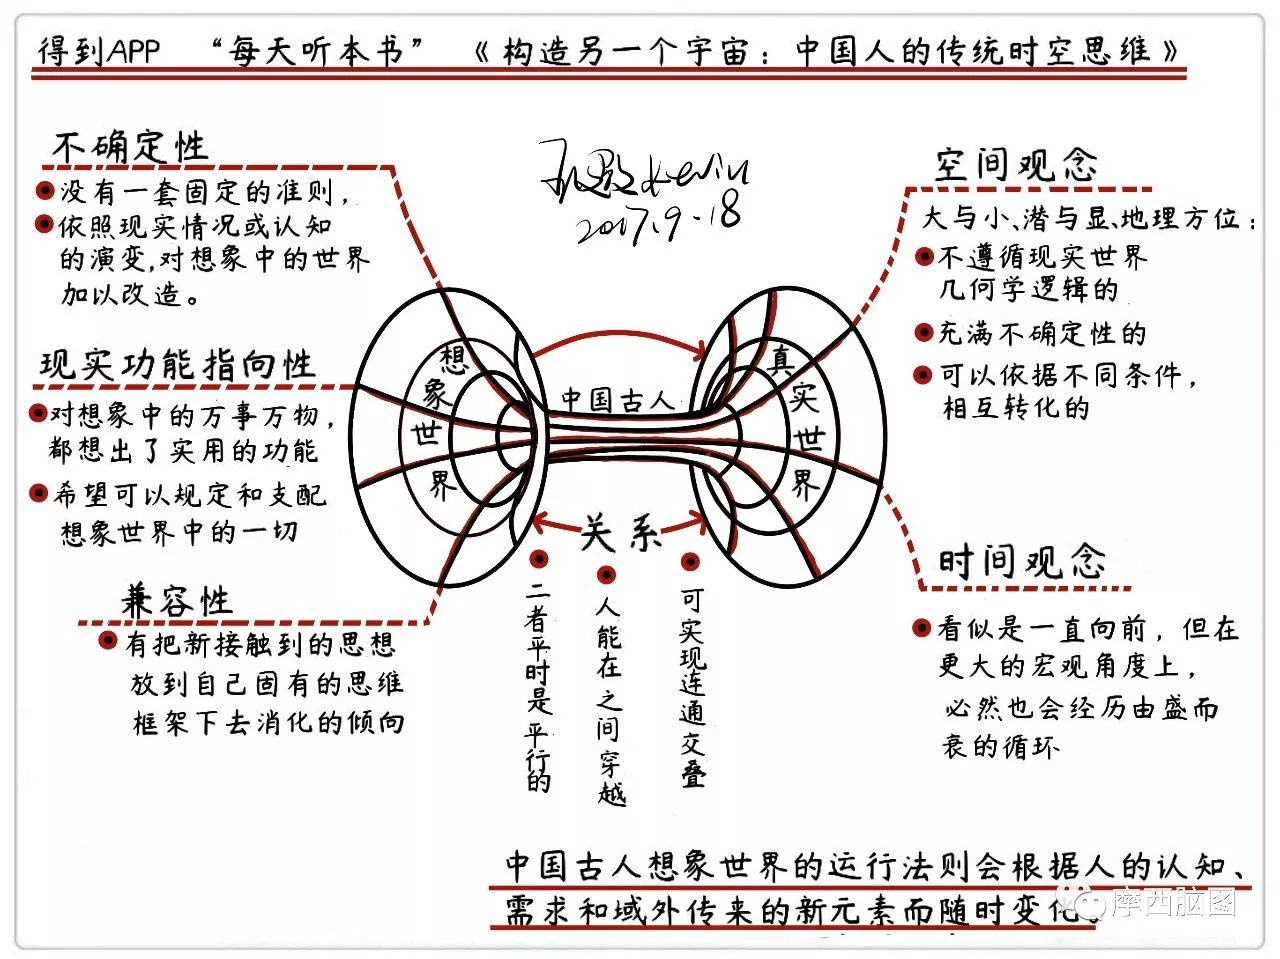 得到APP “每天听本书” 《构造另一个宇宙：中国人的传统时空思维》
不确定性
没有一套固定的准则，
依照现实情况或认知
的演变,对想象中的世界
加以改造。
现实功能指向性
对想象中的万事万物，
都想出了实用的功能
希望可以规定和支配
想象世界中的一切
兼容性
有把新接触到的思想
放到自己固有的思维
框架下去消化的倾向
Kevin
2017.9.18
想象世界
中国古人
真实世界
关系
二者平时是平行的
人能在之间穿越
可实现连通交叠
空间观念
大与小、潜与显、地理方位：
不遵循现实世界
几何学逻辑的
充满不确定性的
可以依据不同条件，
相互转化的
时间观念
看似是一直向前，但在
更大的宏观角度上，
必然也会经历由盛而
衰的循环
中国古人想象世界的运行法则会根据人的认知、
需求和域外传来的新元素而随时变化。
摩西脑图